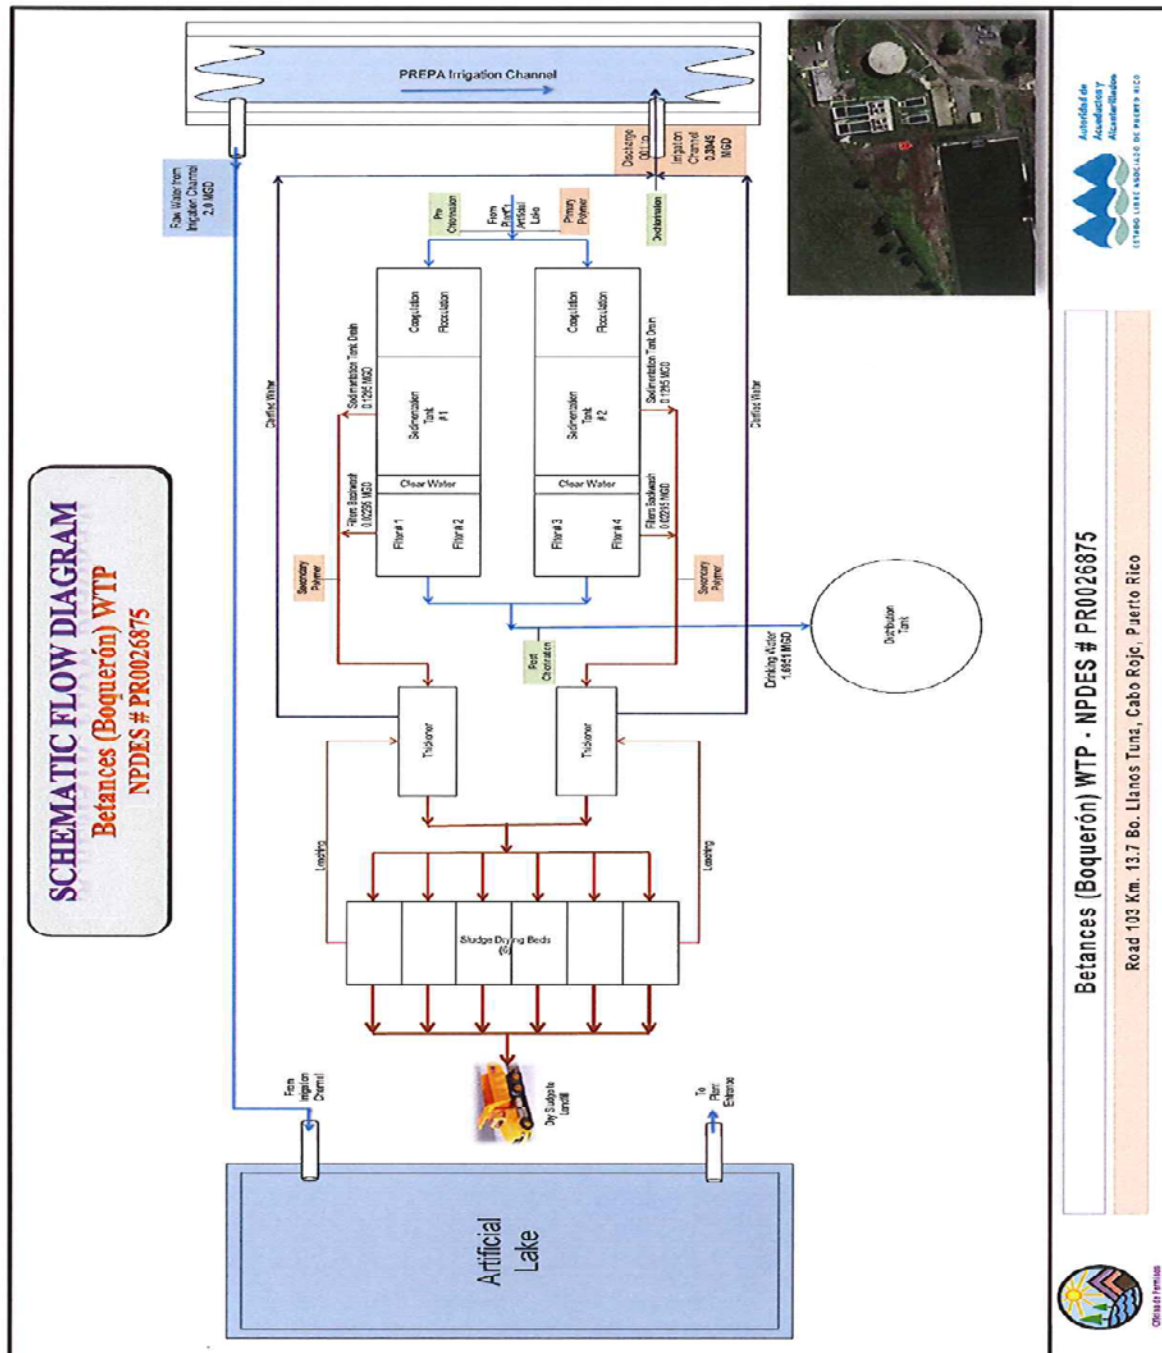 SCHEMATIC FLOW DIAGRAM
Betances (Boquerón) WTP
NPDES # PR0026875
PREPA Irrigation Channel
Raw Water from
Irrigation Channel
2.0 MGD
Discharge
Irrigation
Channel
MGD
Dechlorination
Pre
Chlorination
From
Artificial
Lake
Primary
Polymer
Clarified Water
Clarified Water
Coagulation
Flocculation
Coagulation
Flocculation
Sedimentation Tank Drain
0.1295 MGD
Sedimentation Tank Drain
0.1295 MGD
Sedimentation
Tank
#1
Sedimentation
Tank
#2
Clear Water
Clear Water
Filters Backwash
0.02295 MGD
Filters Backwash
0.02295 MGD
Filter# 1
Filter# 2
Filter# 3
Filter# 4
Secondary
Polymer
Secondary
Polymer
Post
Chlorination
Drinking Water
1.6951 MGD
Distribution
Tank
Thickener
Thickener
Leaching
Leaching
Sludge Drying Beds
(6)
Dry Sludge to
Landfill
From
Irrigation
Channel
To
Plant
Entrance
Artificial
Lake
Autoridad de
Acueductos y
Alcantarillados
ESTADO LIBRE ASOCIADO DE PUERTO RICO
Betances (Boquerón) WTP - NPDES # PR0026875
Road 103 Km. 13.7 Bo. Llanos Tuna, Cabo Rojo, Puerto Rico
Oficina de Permisos